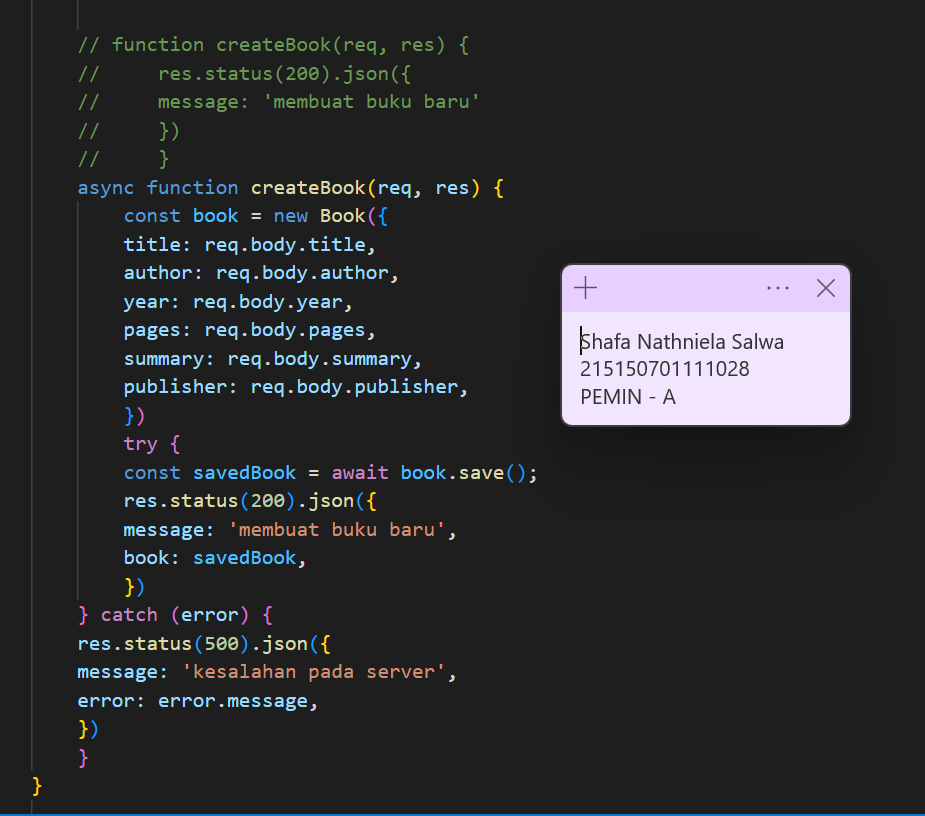 // function createBook(req, res) {
//     res.status(200).json({
//     message: 'membuat buku baru'
//     })
//     }
async function createBook(req, res) {
    const book = new Book({
    title: req.body.title,
    author: req.body.author,
    year: req.body.year,
    pages: req.body.pages,
    summary: req.body.summary,
    publisher: req.body.publisher,
    })
    try {
    const savedBook = await book.save();
    res.status(200).json({
    message: 'membuat buku baru',
    book: savedBook,
    })
} catch (error) {
res.status(500).json({
message: 'kesalahan pada server',
error: error.message,
})
}
}
Shafa Nathniela Salwa
215150701111028
PEMIN - A